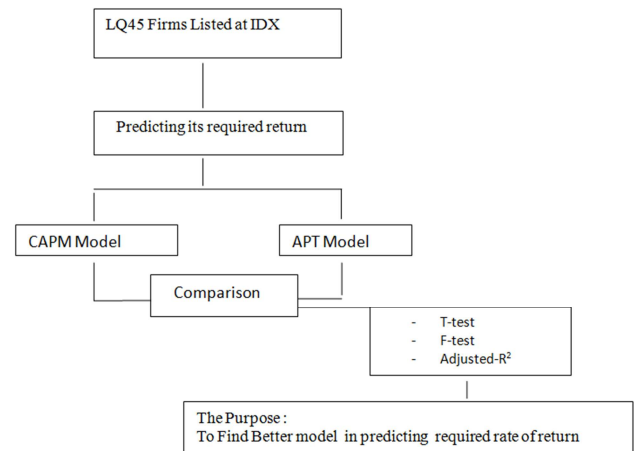 LQ45 Firms Listed at IDX
Predicting its required return
CAPM Model
APT Model
Comparison
- T-test
- F-test
- Adjusted-R²
The Purpose :
To Find Better model in predicting required rate of return